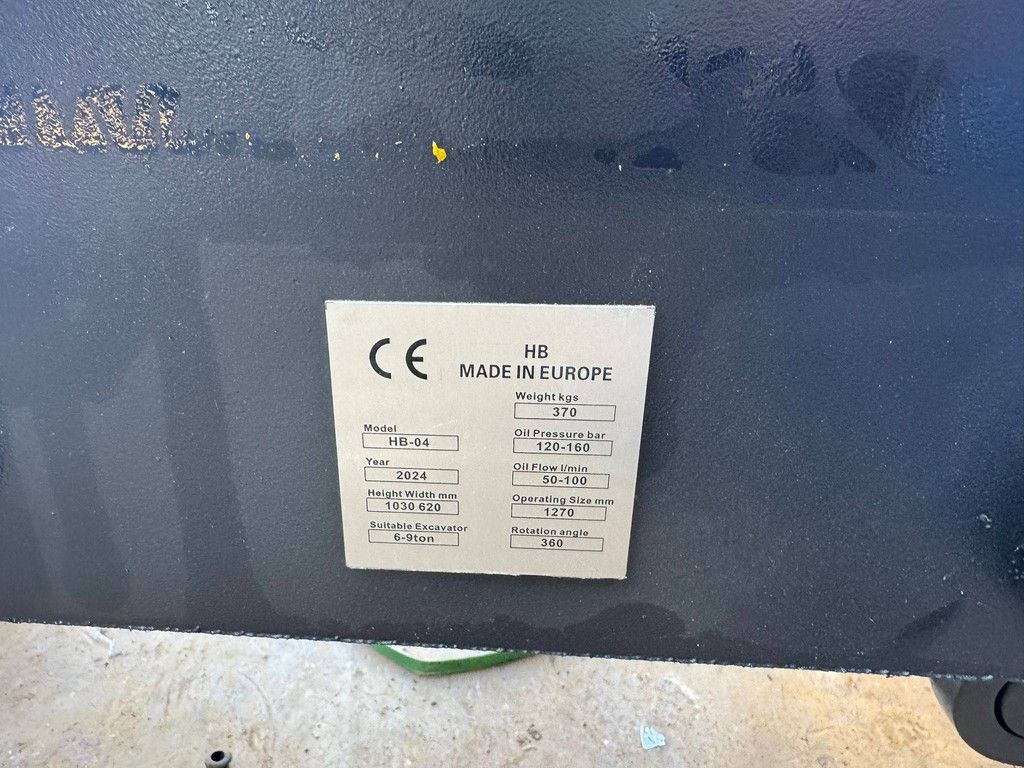 CE
HB
MADE IN EUROPE
Weight kgs
370
Model
HB-04
Oil Pressure bar
120-160
Year
2024
Oil Flow l/min
50-100
Height Width mm
1030 620
Operating Size mm
1270
Suitable Excavator
6-9ton
Rotation angle
360